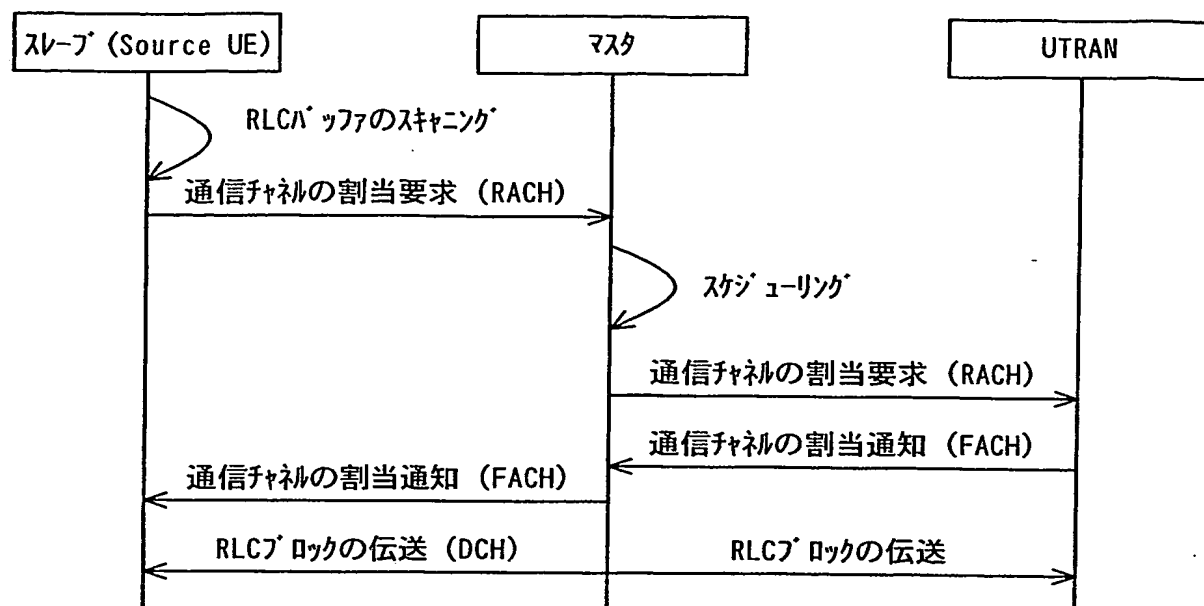 ｽﾚｰﾌﾞ (Source UE)
ﾏｽﾀ
UTRAN
RLCﾊﾞｯﾌｧのｽｷｬﾆﾝｸﾞ
通信ﾁｬﾈﾙの割当要求 (RACH)
ｽｹｼﾞｭｰﾘﾝｸﾞ
通信ﾁｬﾈﾙの割当要求 (RACH)
通信ﾁｬﾈﾙの割当通知 (FACH)
通信ﾁｬﾈﾙの割当通知 (FACH)
RLCﾌﾞﾛｯｸの伝送 (DCH)
RLCﾌﾞﾛｯｸの伝送